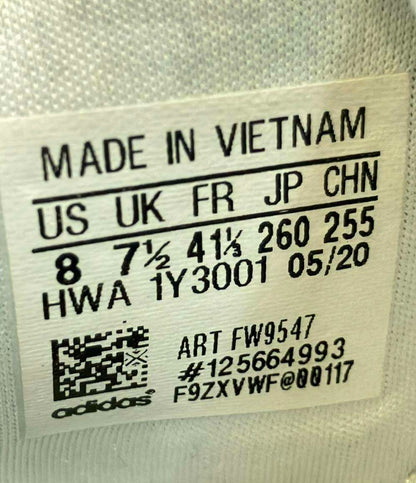 MADE IN VIETNAM
US UK FR JP CHN
8 7½ 41⅓ 260 255
HWA 1Y3001 05/20
ART FW9547
#125664993
F9ZXVWF@00117
adidas